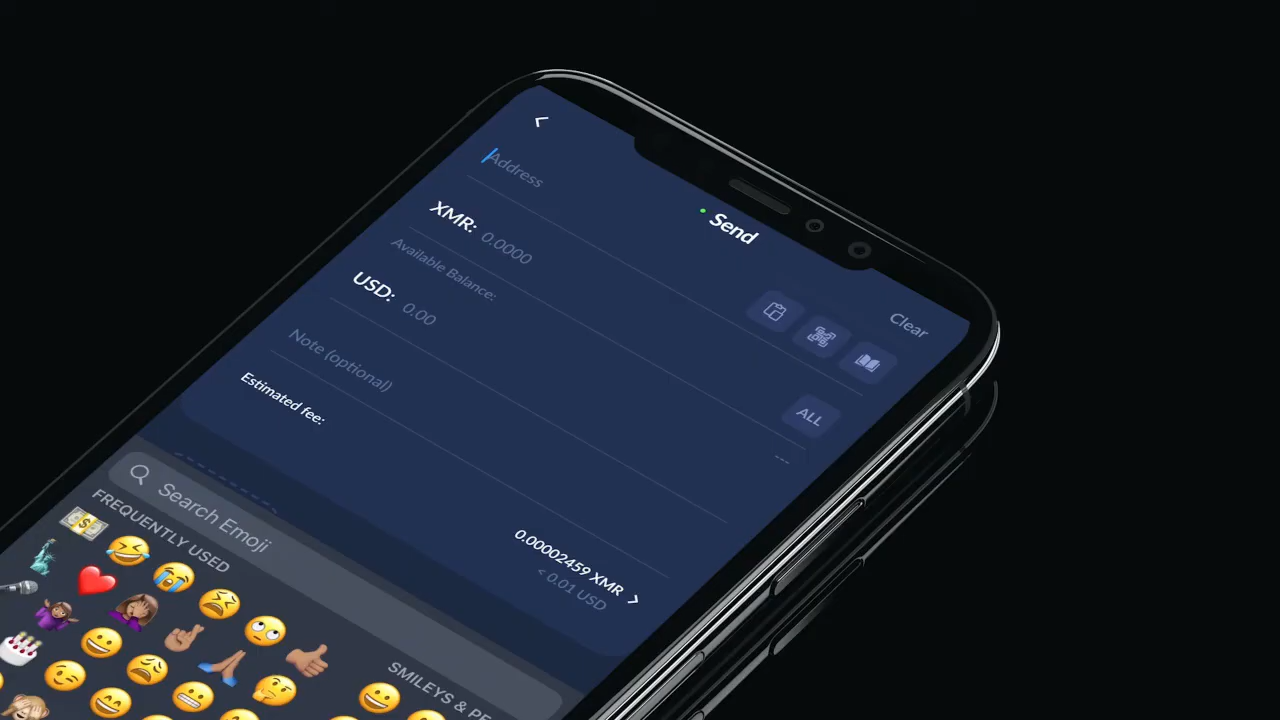 Send
Clear
Address
XMR: 0.0000
ALL
Available Balance:
---
USD: 0.00
Note (optional)
Estimated fee:
0.00002459 XMR
< 0.01 USD
Search Emoji
FREQUENTLY USED
SMILEYS & PE